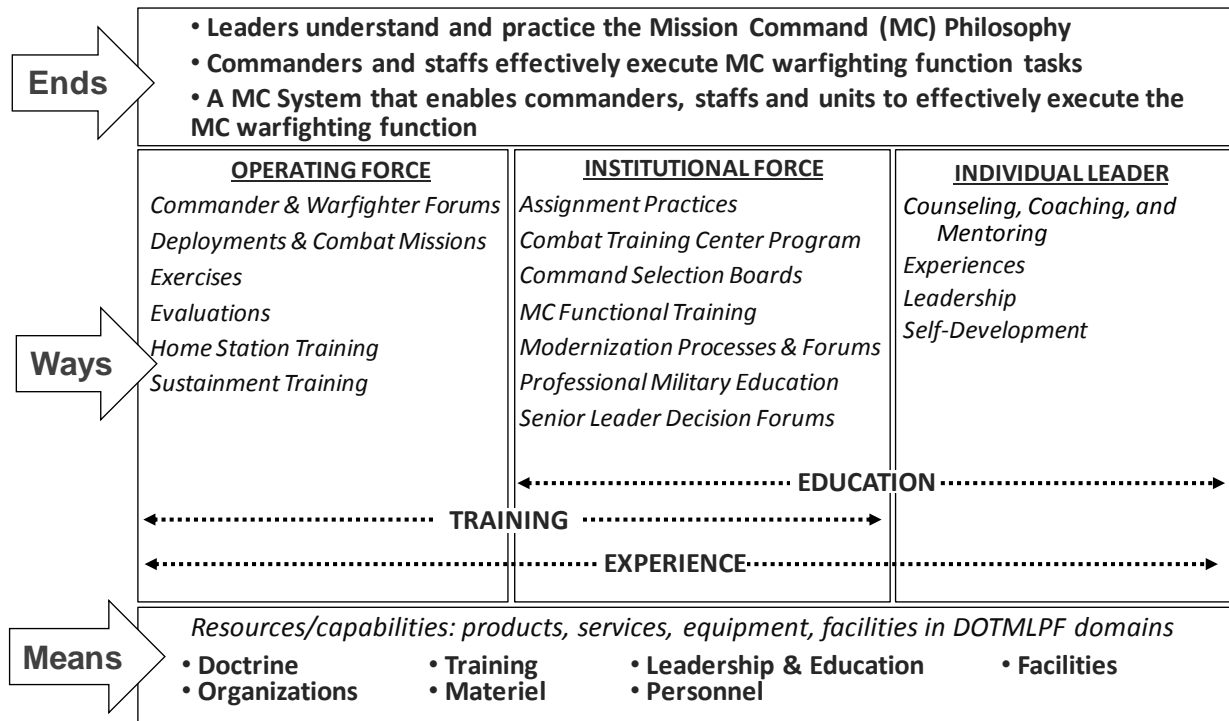 Ends
• Leaders understand and practice the Mission Command (MC) Philosophy
• Commanders and staffs effectively execute MC warfighting function tasks
• A MC System that enables commanders, staffs and units to effectively execute the
MC warfighting function
Ways
OPERATING FORCE
Commander & Warfighter Forums
Deployments & Combat Missions
Exercises
Evaluations
Home Station Training
Sustainment Training
INSTITUTIONAL FORCE
Assignment Practices
Combat Training Center Program
Command Selection Boards
MC Functional Training
Modernization Processes & Forums
Professional Military Education
Senior Leader Decision Forums
INDIVIDUAL LEADER
Counseling, Coaching, and
Mentoring
Experiences
Leadership
Self-Development
EDUCATION
TRAINING
EXPERIENCE
Means
Resources/capabilities: products, services, equipment, facilities in DOTMLPF domains
• Doctrine
• Organizations
• Training
• Materiel
• Leadership & Education
• Personnel
• Facilities